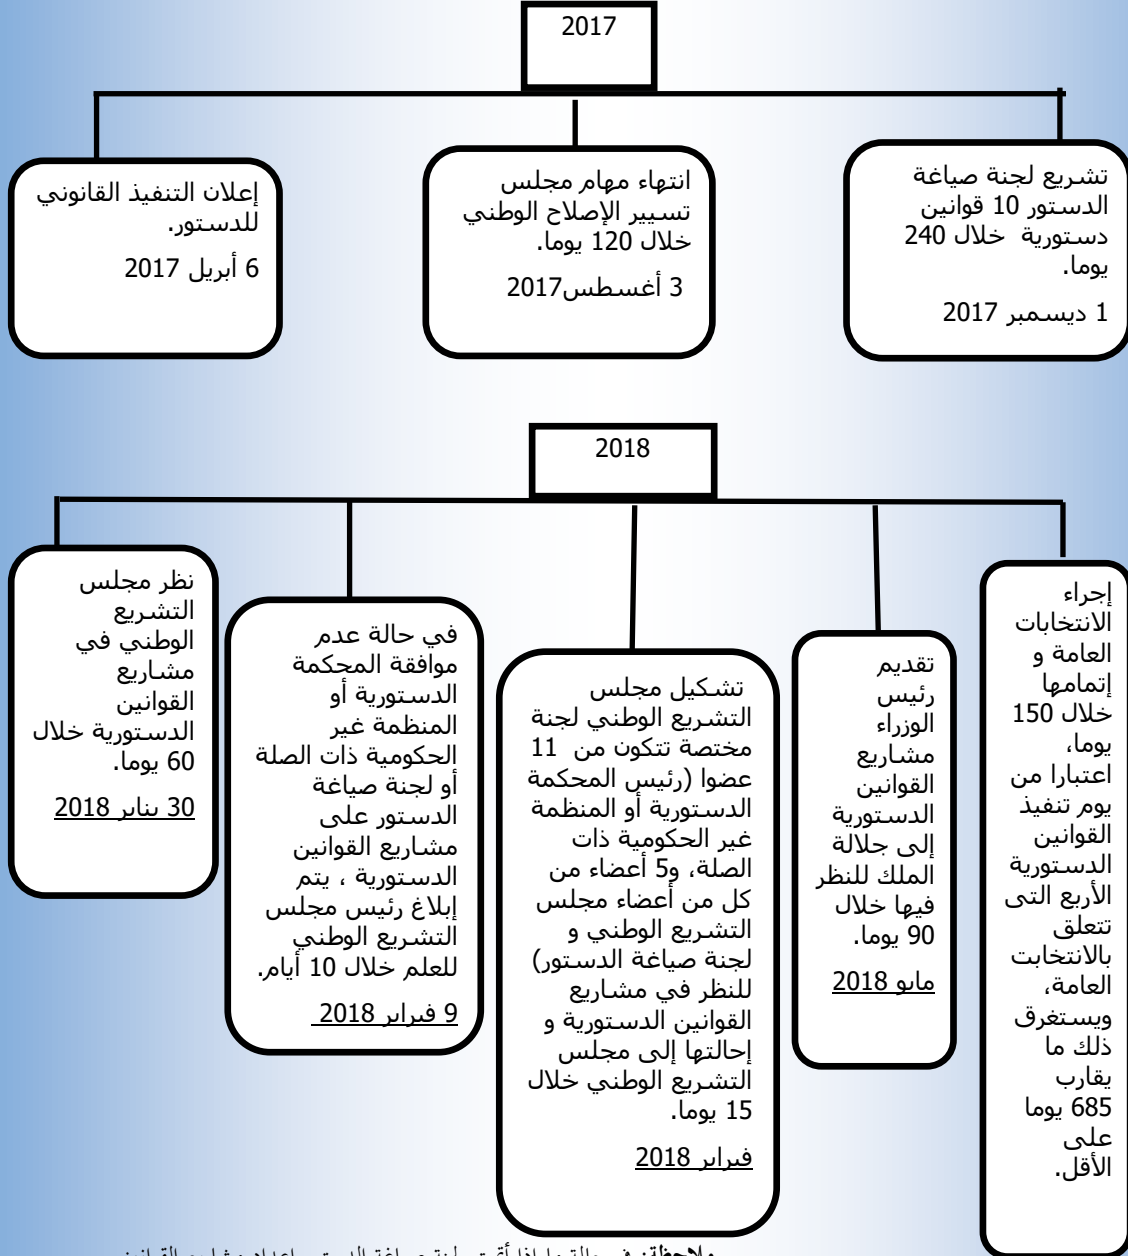 2017
إعلان التنفيذ القانوني
للدستور.
6 أبريل 2017
انتهاء مهام مجلس
تسيير الإصلاح الوطني
خلال 120 يوما.
3 أغسطس2017
تشريع لجنة صياغة
الدستور 10 قوانين
دستورية خلال 240
يوما.
1 ديسمبر 2017
2018
نظر مجلس
التشريع
الوطني في
مشاريع
القوانين
الدستورية خلال
60 يوما.
30 يناير 2018
في حالة عدم
موافقة المحكمة
الدستورية أو
المنظمة غير
الحكومية ذات الصلة
أو لجنة صياغة
الدستور على
مشاريع القوانين
الدستورية ، يتم
إبلاغ رئيس مجلس
التشريع الوطني
للعلم خلال 10 أيام.
9 فبراير 2018
تشكيل مجلس
التشريع الوطني لجنة
مختصة تتكون من 11
عضوا (رئيس المحكمة
الدستورية أو المنظمة
غير الحكومية ذات
الصلة، و5 أعضاء من
كل من أعضاء مجلس
التشريع الوطني و
لجنة صياغة الدستور)
للنظر في مشاريع
القوانين الدستورية و
إحالتها إلى مجلس
التشريع الوطني خلال
15 يوما.
فبراير 2018
تقديم
رئيس
الوزراء
مشاريع
القوانين
الدستورية
إلى جلالة
الملك للنظر
فيها خلال
90 يوما.
مايو 2018
إجراء
الانتخابات
العامة و
إتمامها
خلال 150
يوما،
اعتبارا من
يوم تنفيذ
القوانين
الدستورية
الأربع التى
تتعلق
بالانتخابت
العامة،
ويستغرق
ذلك ما
يقارب
685 يوما
على
الأقل.